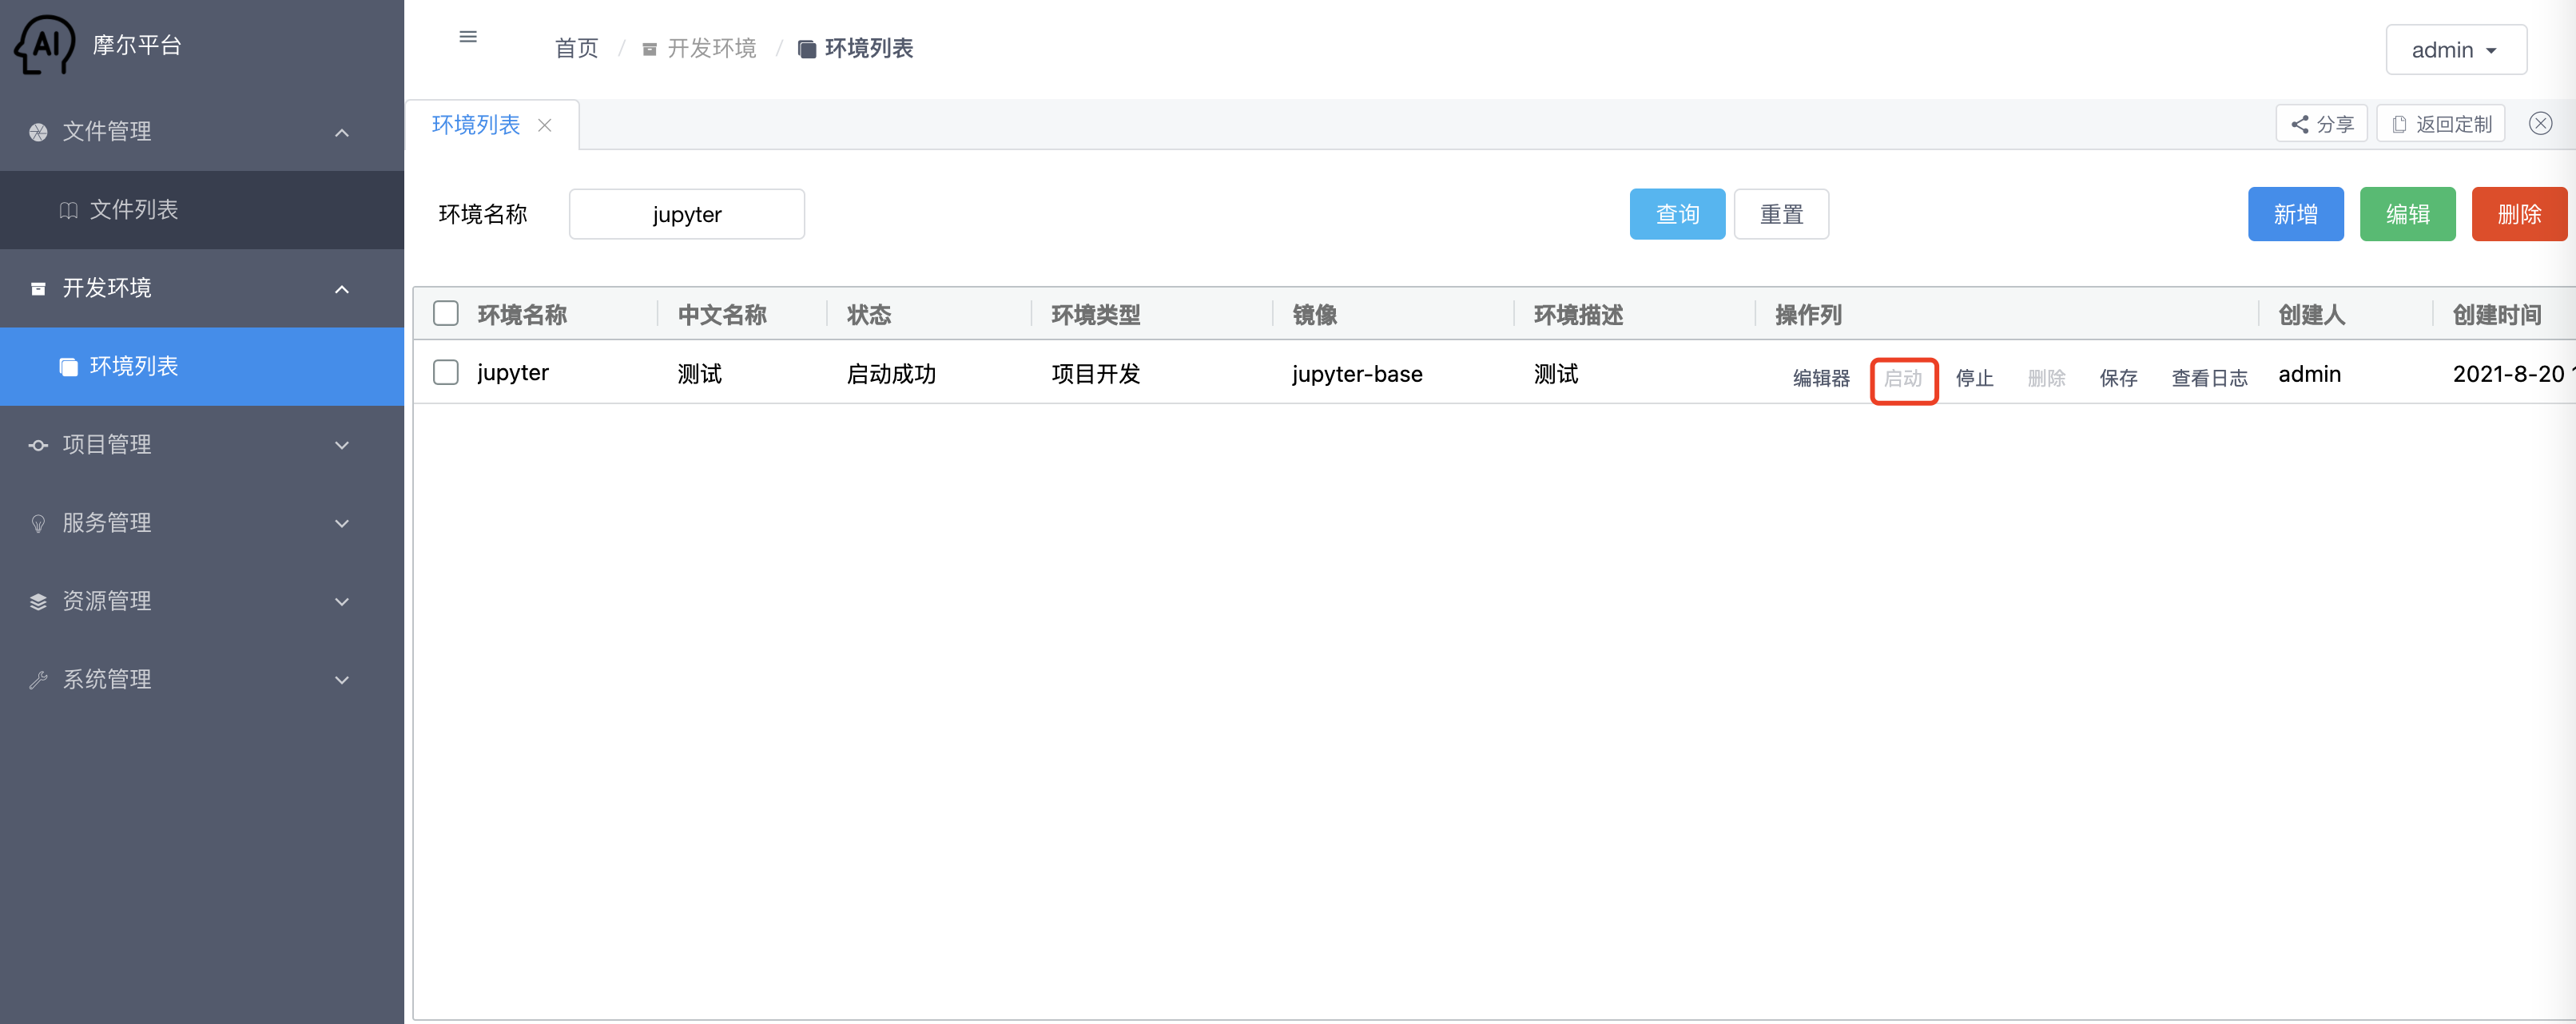 AI 摩尔平台
首页 / 开发环境 / 环境列表
admin
文件管理
文件列表
开发环境
环境列表
项目管理
服务管理
资源管理
系统管理
环境列表
分享 返回定制
环境名称 jupyter 查询 重置 新增 编辑 删除
环境名称 中文名称 状态 环境类型 镜像 环境描述 操作列 创建人 创建时间
jupyter 测试 启动成功 项目开发 jupyter-base 测试 编辑器 启动 停止 删除 保存 查看日志 admin 2021-8-20